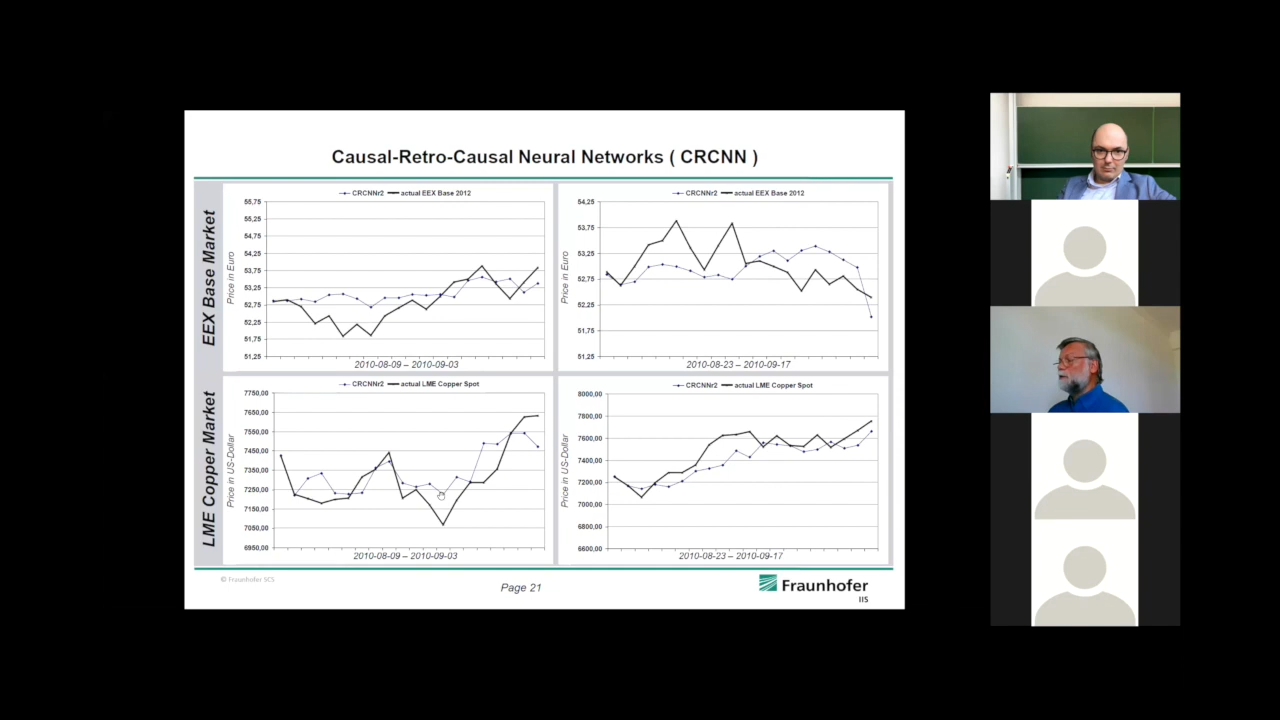 Causal-Retro-Causal Neural Networks ( CRCNN )
EEX Base Market
CRCNNr2 actual EEX Base 2012
Price in Euro
55,75
55,25
54,75
54,25
53,75
53,25
52,75
52,25
51,75
51,25
2010-08-09 – 2010-09-03
CRCNNr2 actual EEX Base 2012
Price in Euro
54,25
53,75
53,25
52,75
52,25
51,75
51,25
2010-08-23 – 2010-09-17
LME Copper Market
CRCNNr2 actual LME Copper Spot
Price in US-Dollar
7750,00
7650,00
7550,00
7450,00
7350,00
7250,00
7150,00
7050,00
6950,00
2010-08-09 – 2010-09-03
CRCNNr2 actual LME Copper Spot
Price in US-Dollar
8000,00
7800,00
7600,00
7400,00
7200,00
7000,00
6800,00
6600,00
2010-08-23 – 2010-09-17
© Fraunhofer SCS
Page 21
Fraunhofer
IIS